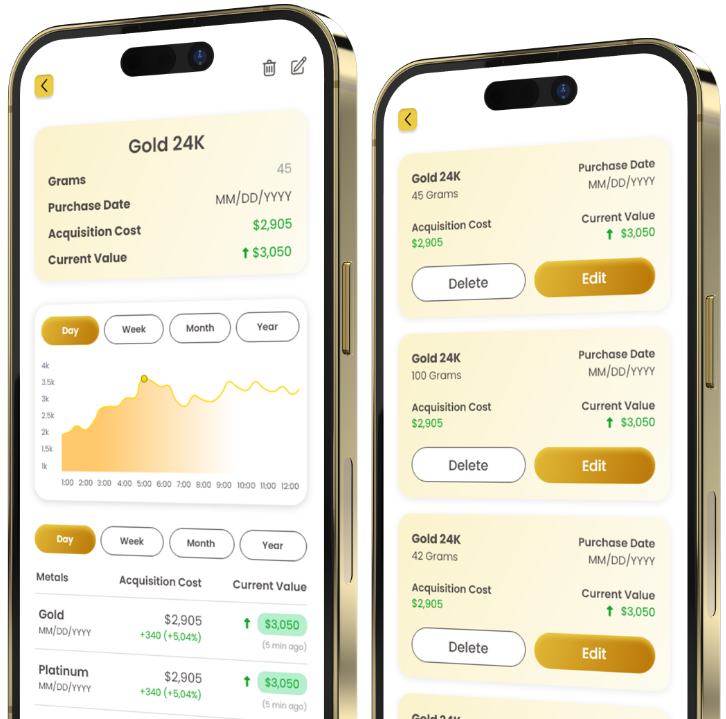 Gold 24K
Grams 45
Purchase Date MM/DD/YYYY
Acquisition Cost $2,905
Current Value ↑ $3,050
Day Week Month Year
4k
3.5k
3k
2.5k
2k
1.5k
1k
1:00 2:00 3:00 4:00 5:00 6:00 7:00 8:00 9:00 10:00 11:00 12:00
Day Week Month Year
Metals Acquisition Cost Current Value
Gold $2,905 ↑ $3,050
MM/DD/YYYY +340 (+5,04%)
(5 min ago)
Platinum $2,905 ↑ $3,050
MM/DD/YYYY +340 (+5,04%)
(5 min ago)
Gold 24K Purchase Date
45 Grams MM/DD/YYYY
Acquisition Cost Current Value
$2,905 ↑ $3,050
Delete Edit
Gold 24K Purchase Date
100 Grams MM/DD/YYYY
Acquisition Cost Current Value
$2,905 ↑ $3,050
Delete Edit
Gold 24K Purchase Date
42 Grams MM/DD/YYYY
Acquisition Cost Current Value
$2,905 ↑ $3,050
Delete Edit
Gold 24K